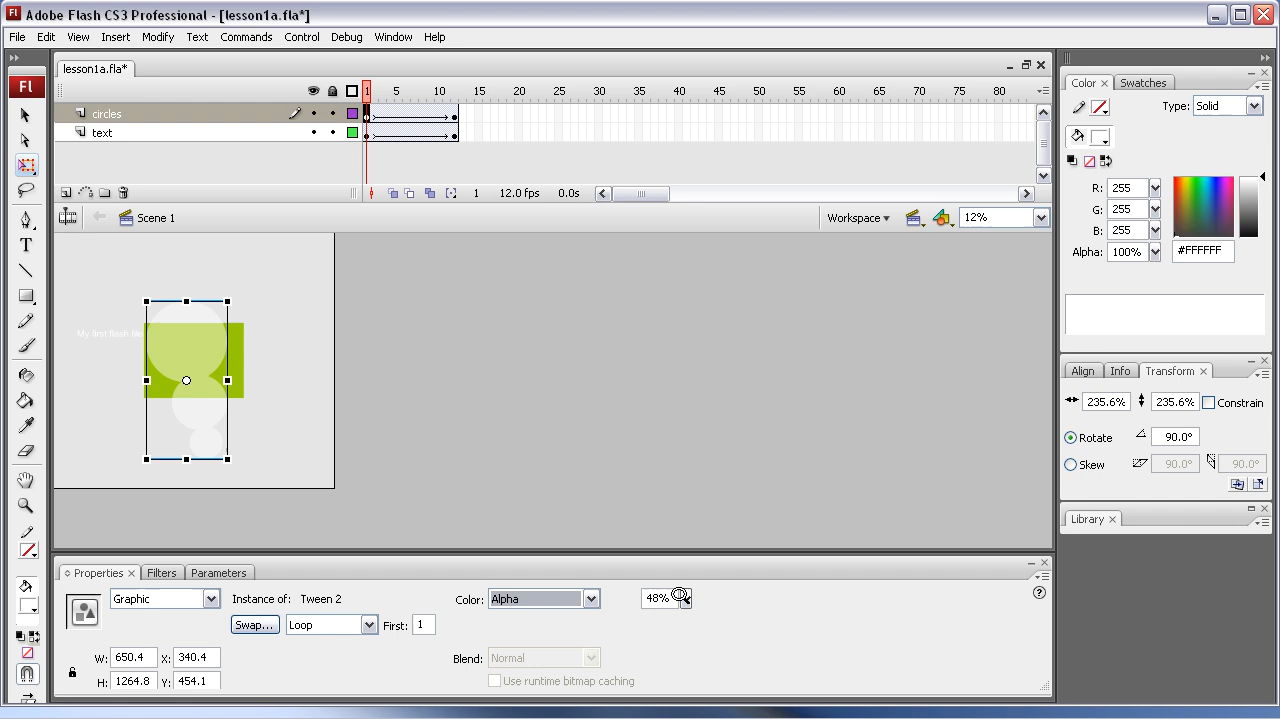 Adobe Flash CS3 Professional - [lesson1a.fla*]
File Edit View Insert Modify Text Commands Control Debug Window Help
Fl
lesson1a.fla*
1 5 10 15 20 25 30 35 40 45 50 55 60 65 70 75 80
circles
text
1 12.0 fps 0.0s
Scene 1 Workspace 12%
My first flash file
Properties Filters Parameters
Graphic Instance of: Tween 2 Color: Alpha 48%
Swap... Loop First: 1
W: 650.4 X: 340.4 Blend: Normal
H: 1264.8 Y: 454.1 Use runtime bitmap caching
Color Swatches
Type: Solid
R: 255
G: 255
B: 255
Alpha: 100% #FFFFFF
Align Info Transform
235.6% 235.6% Constrain
Rotate 90.0°
Skew 90.0° 90.0°
Library